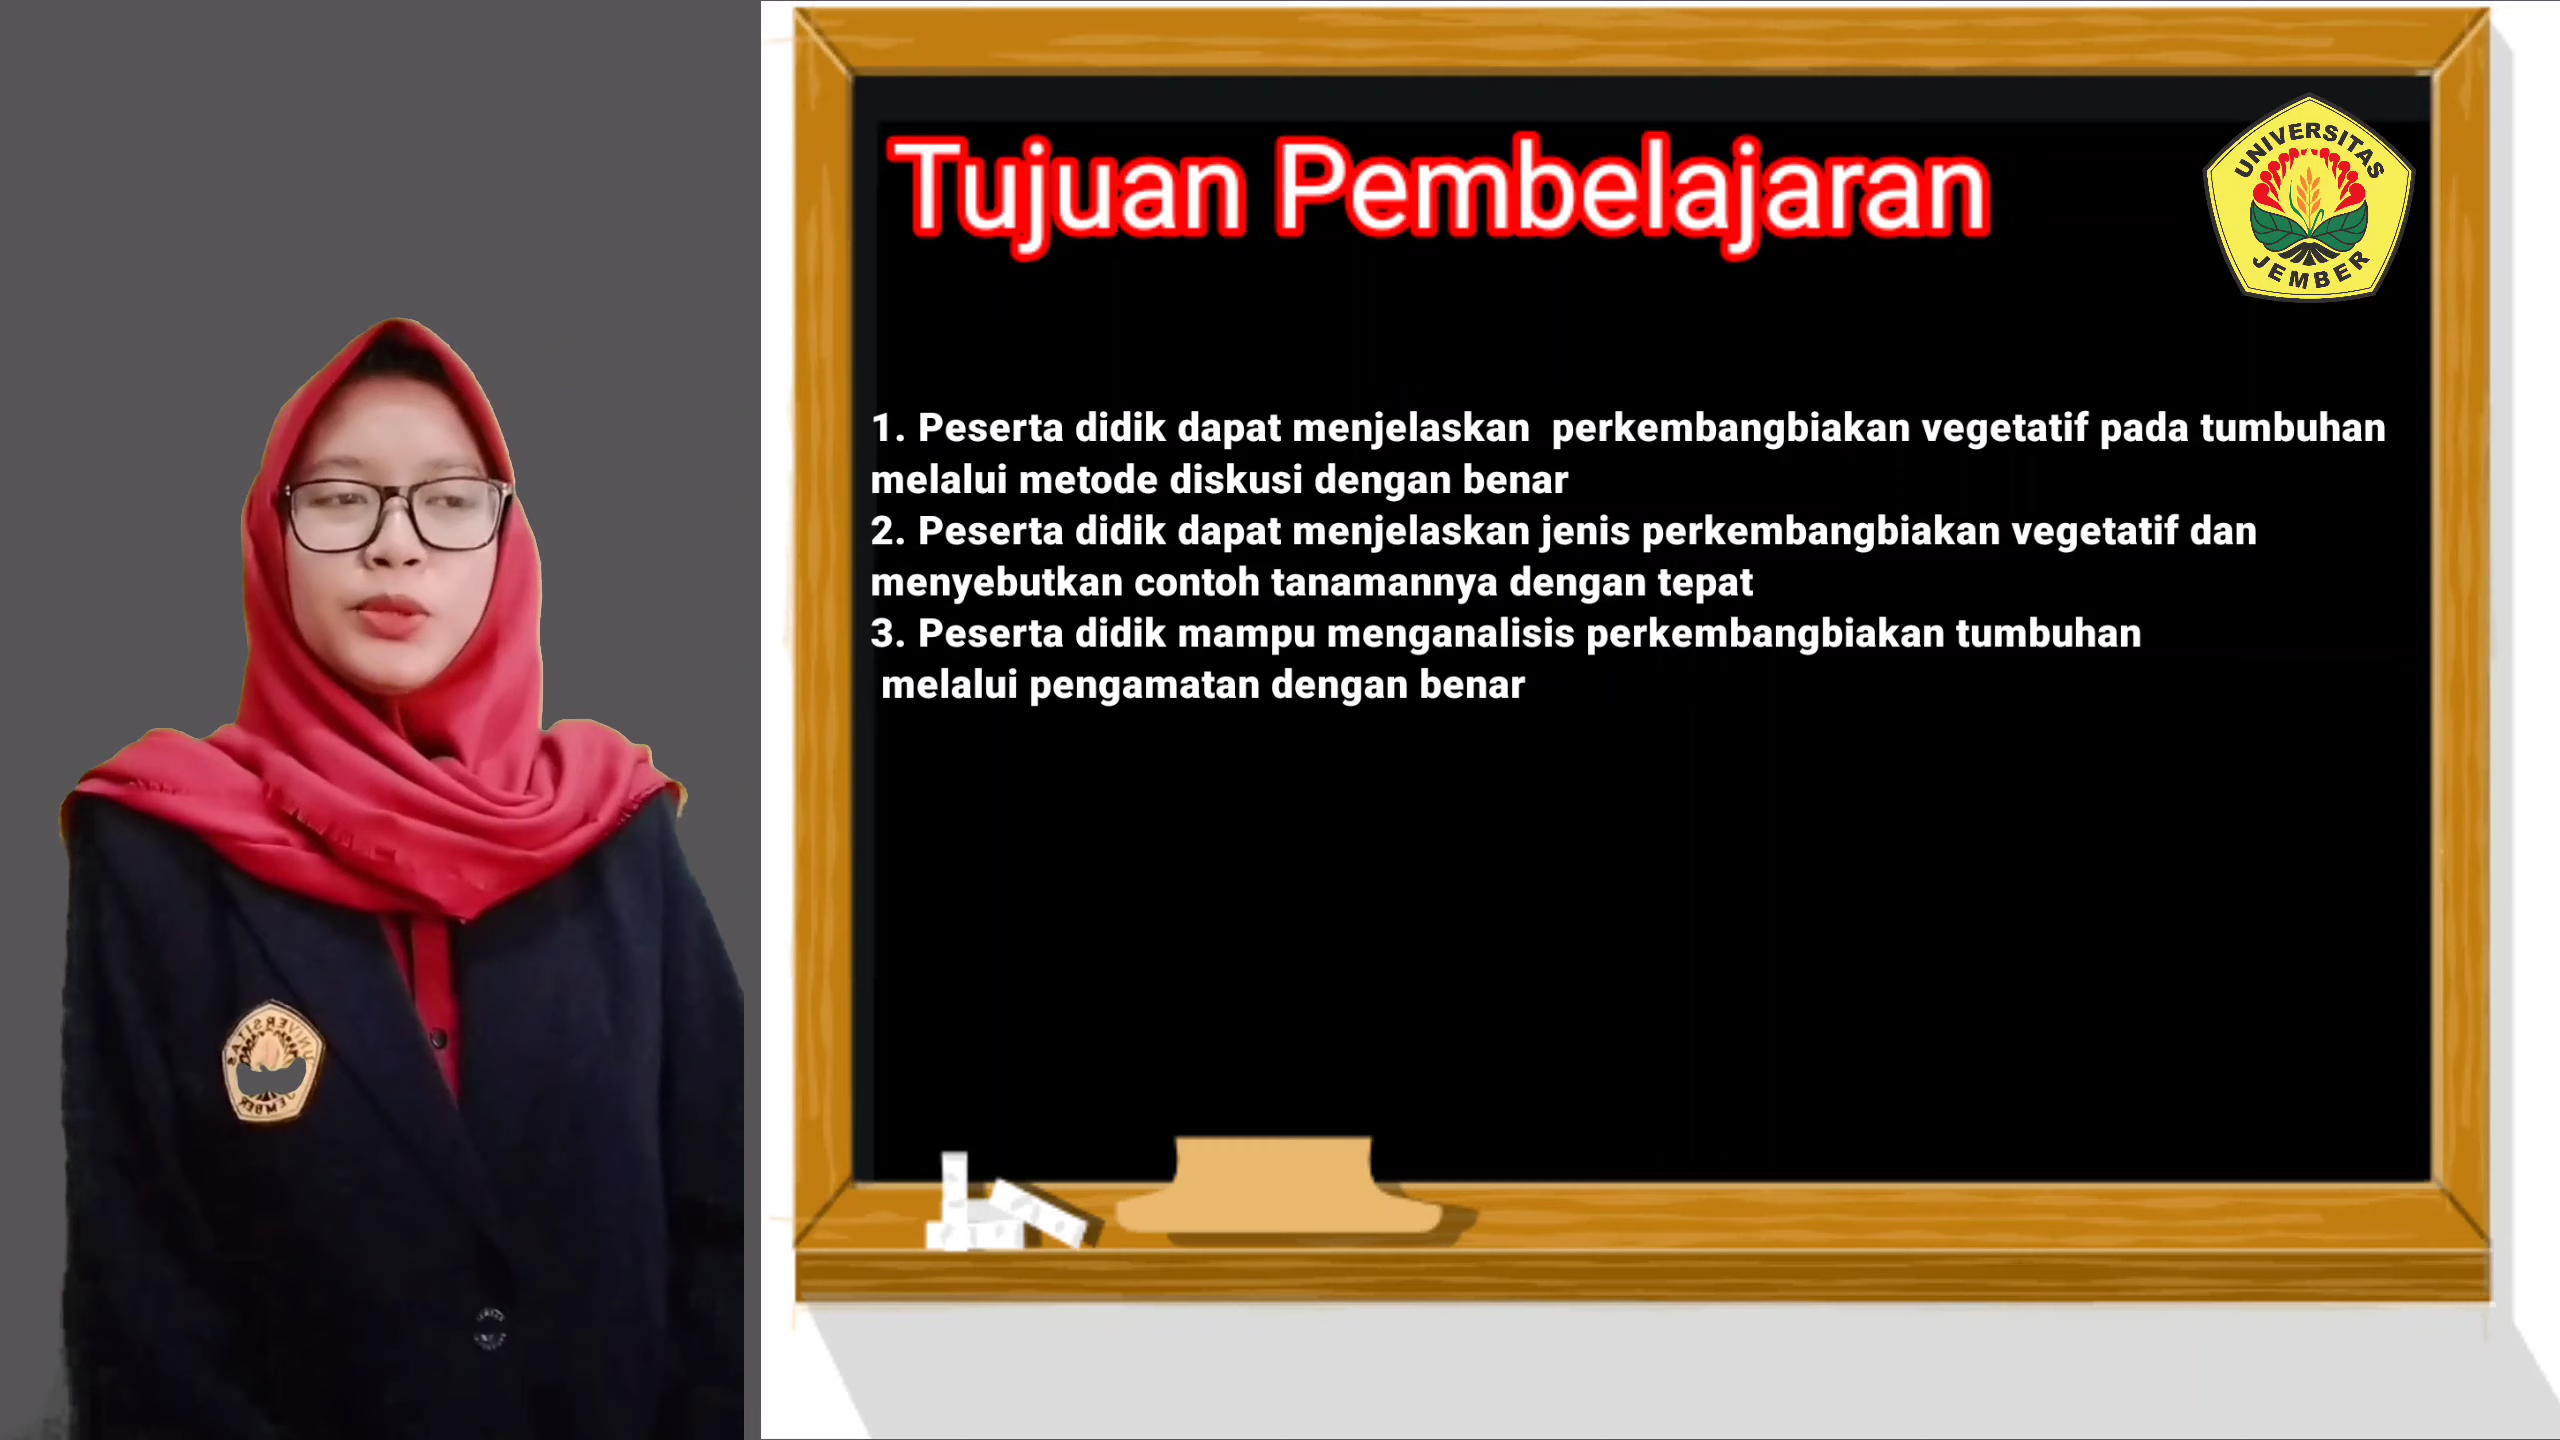 Tujuan Pembelajaran
UNIVERSITAS
JEMBER
1. Peserta didik dapat menjelaskan  perkembangbiakan vegetatif pada tumbuhan
melalui metode diskusi dengan benar
2. Peserta didik dapat menjelaskan jenis perkembangbiakan vegetatif dan
menyebutkan contoh tanamannya dengan tepat
3. Peserta didik mampu menganalisis perkembangbiakan tumbuhan
melalui pengamatan dengan benar
UNIVERSITAS
JEMBER